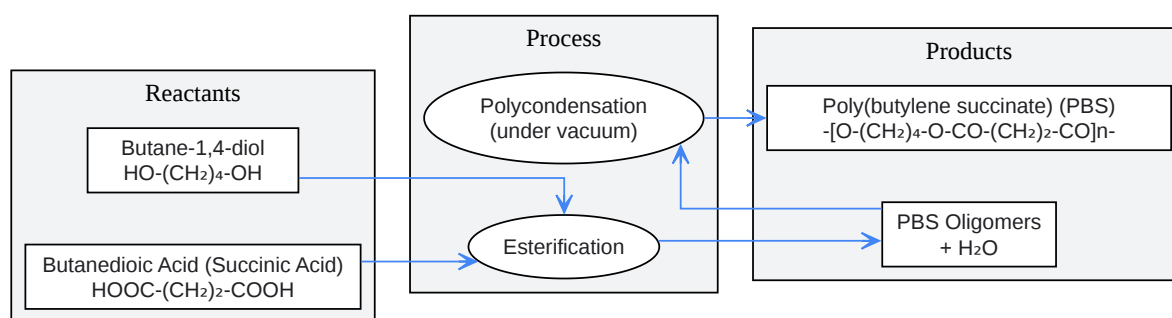 Reactants
Butane-1,4-diol
HO-(CH₂)₄-OH
Butanedioic Acid (Succinic Acid)
HOOC-(CH₂)₂-COOH
Process
Polycondensation
(under vacuum)
Esterification
Products
Poly(butylene succinate) (PBS)
-[O-(CH₂)₄-O-CO-(CH₂)₂-CO]n-
PBS Oligomers
+ H₂O